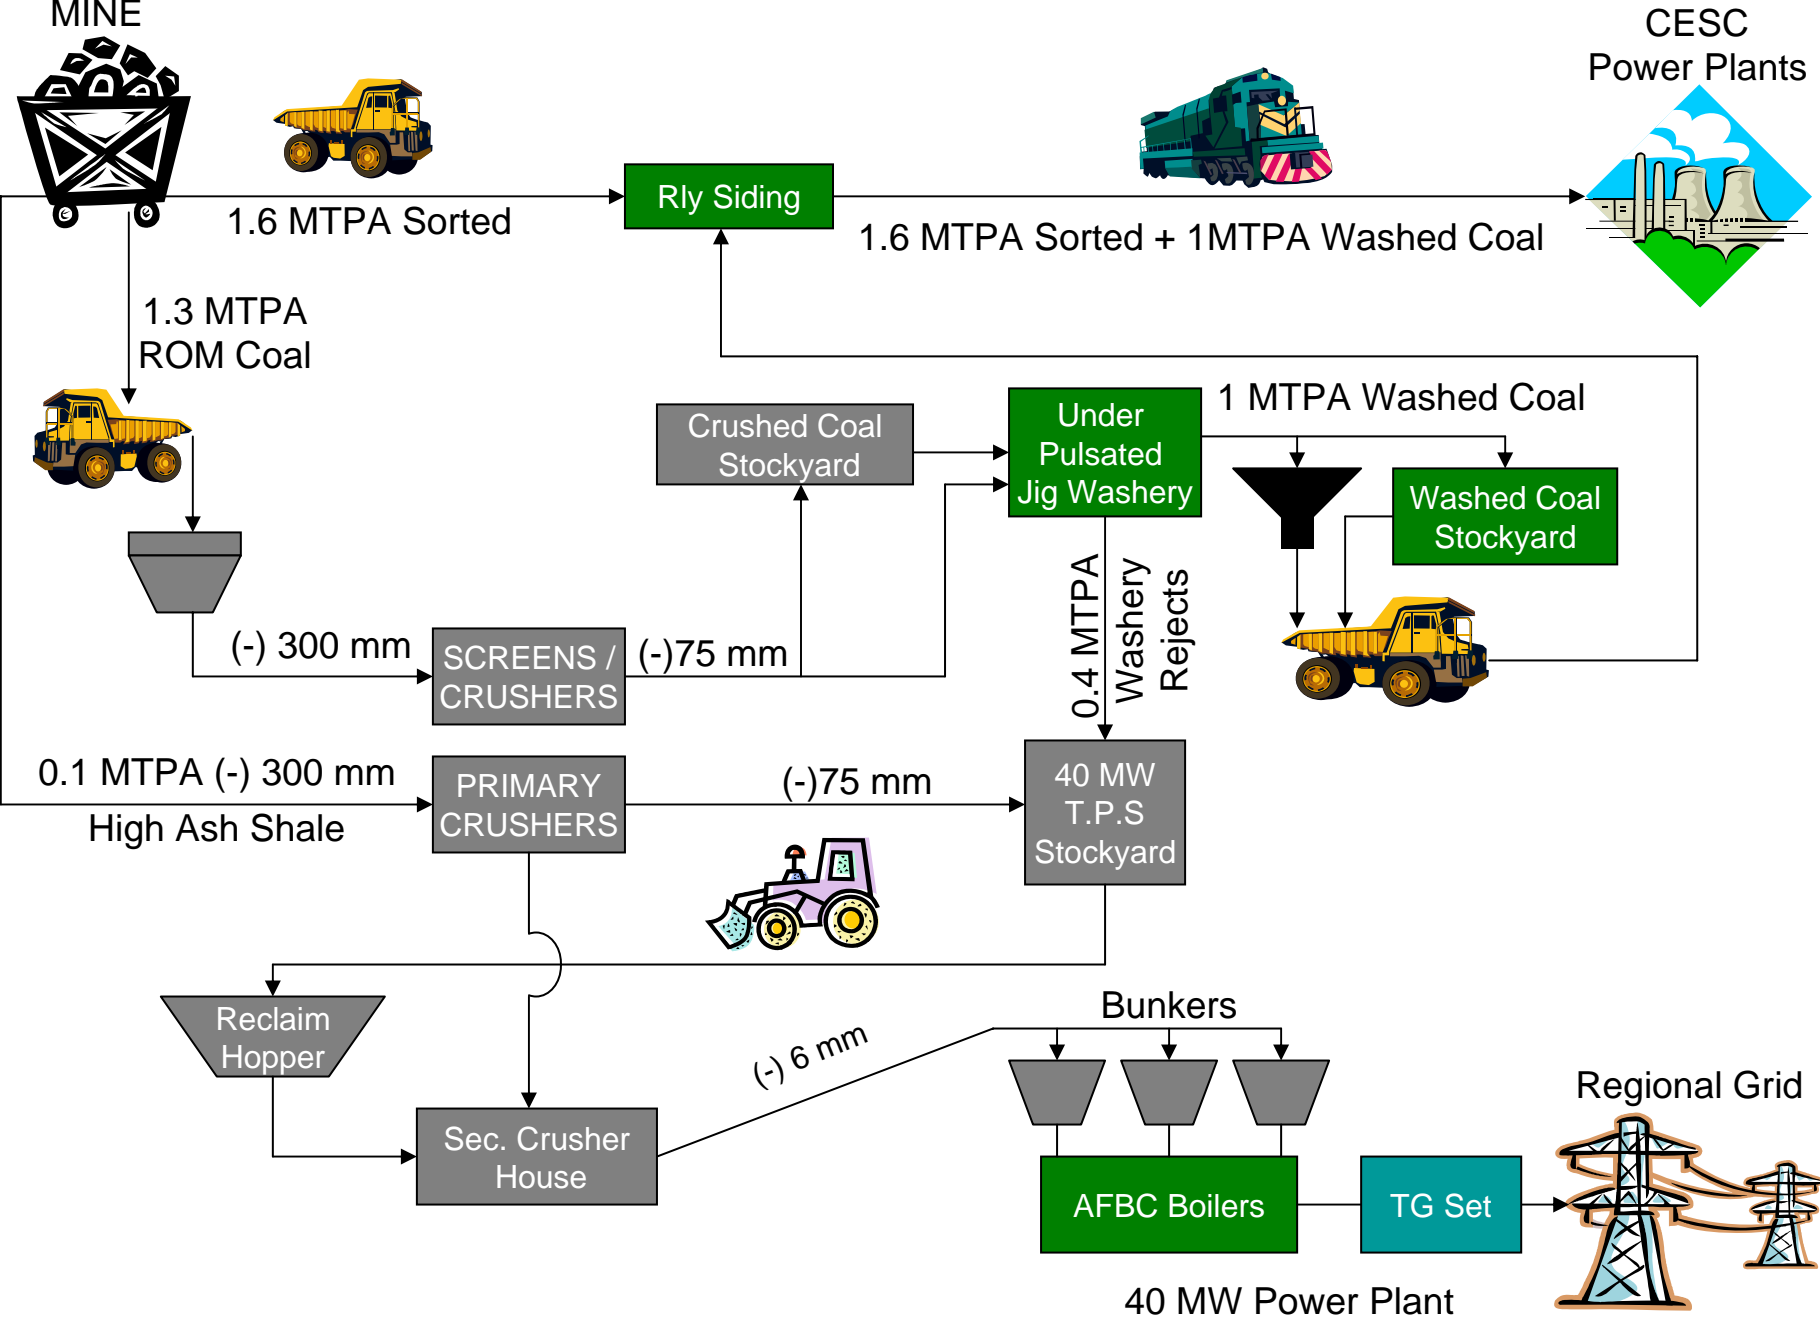 MINE
CESC
Power Plants
Rly Siding
1.6 MTPA Sorted
1.6 MTPA Sorted + 1MTPA Washed Coal
1.3 MTPA
ROM Coal
Crushed Coal
Stockyard
Under
Pulsated
Jig Washery
1 MTPA Washed Coal
Washed Coal
Stockyard
0.4 MTPA
Washery
Rejects
(-) 300 mm
SCREENS /
CRUSHERS
(-)75 mm
0.1 MTPA (-) 300 mm
High Ash Shale
PRIMARY
CRUSHERS
(-)75 mm
40 MW
T.P.S
Stockyard
Reclaim
Hopper
Sec. Crusher
House
(-) 6 mm
Bunkers
AFBC Boilers
TG Set
Regional Grid
40 MW Power Plant